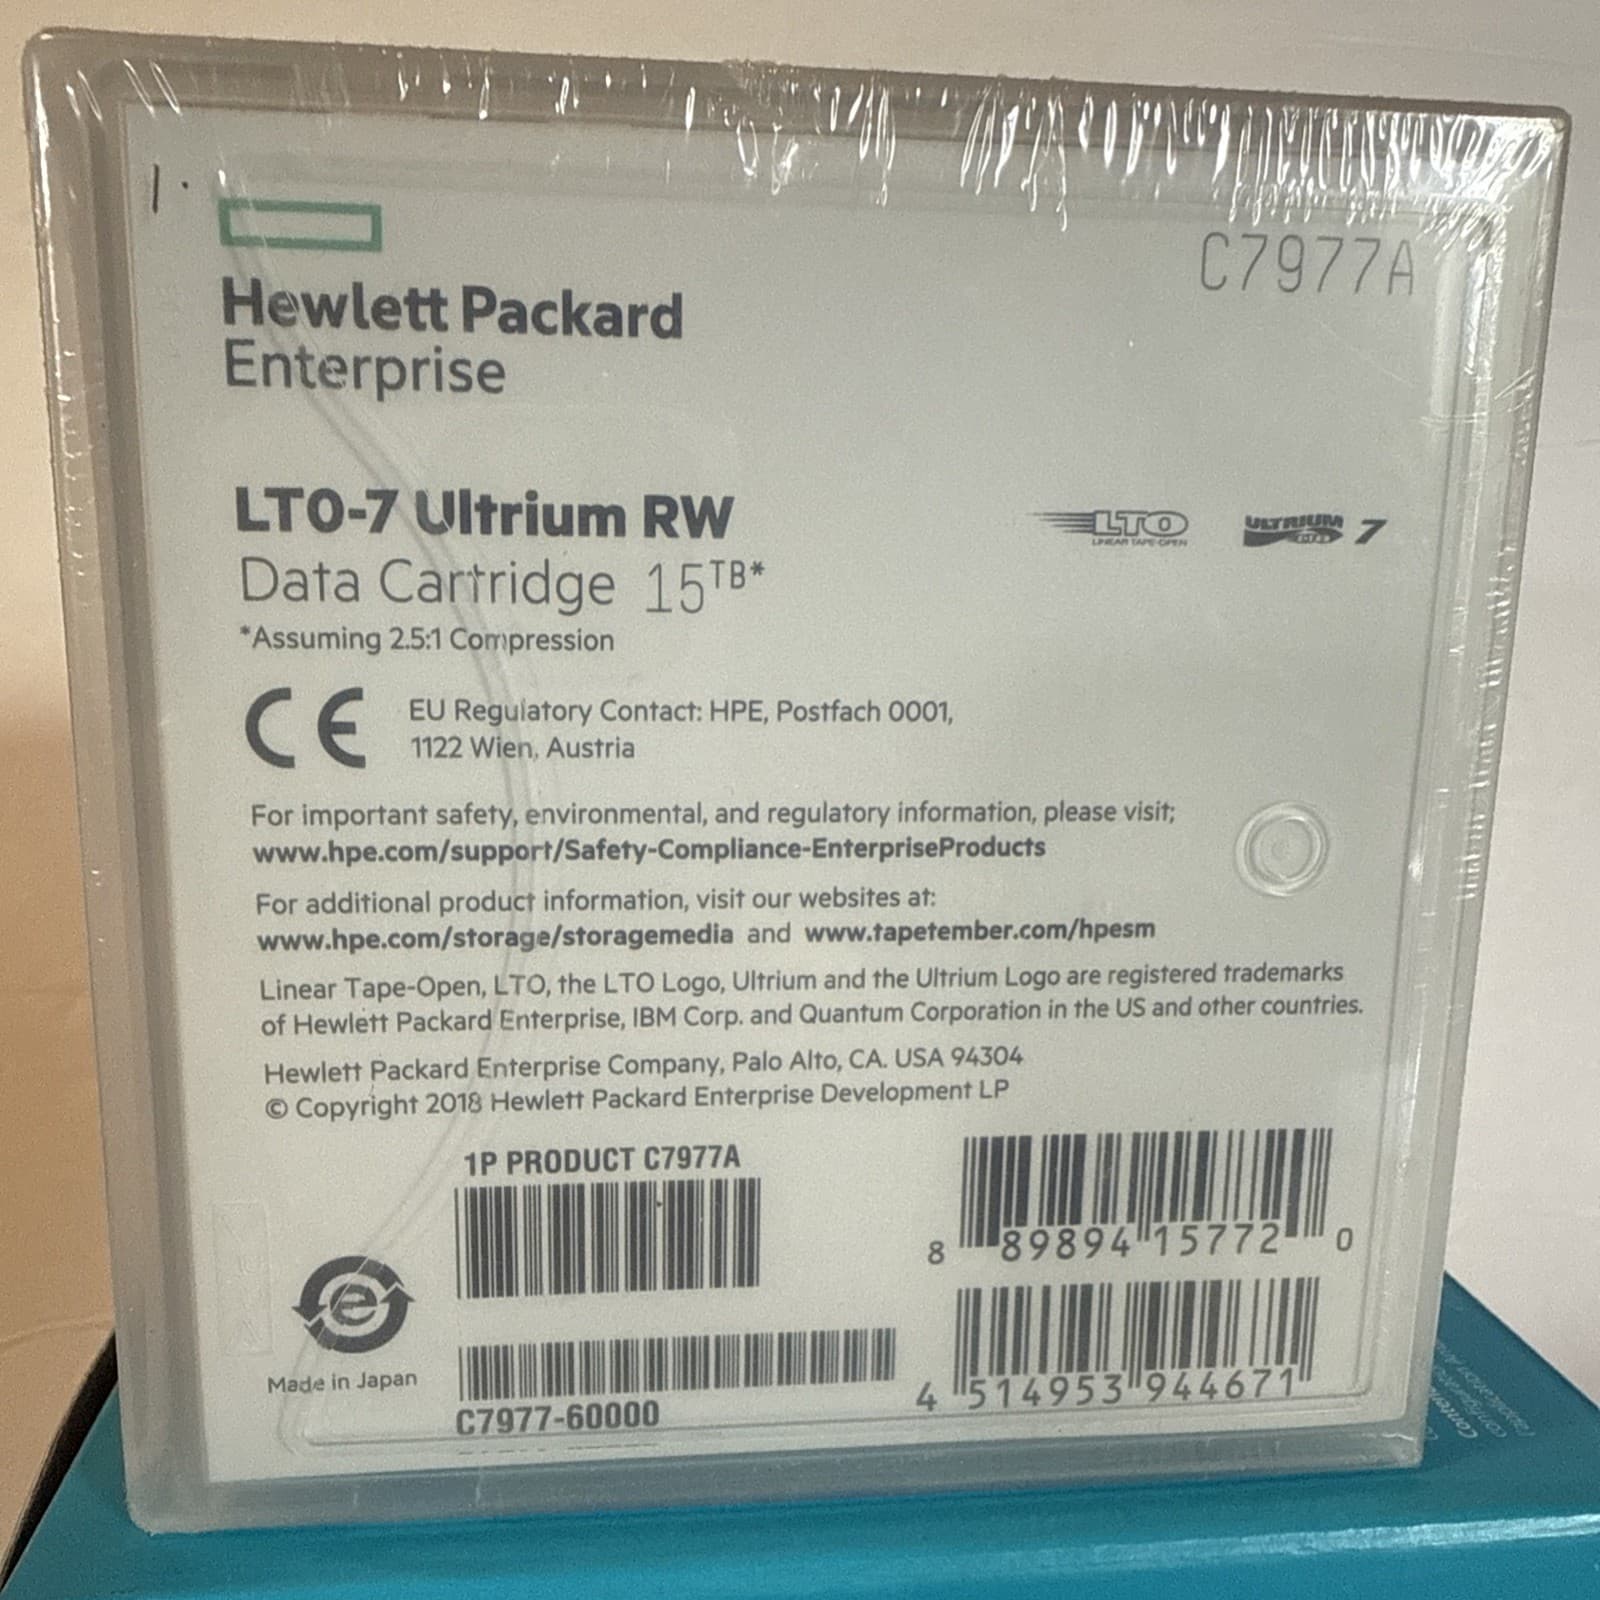 C7977A
Hewlett Packard
Enterprise
LTO-7 Ultrium RW
Data Cartridge 15TB*
*Assuming 2.5:1 Compression
LTO
LINEAR TAPE-OPEN
ULTRIUM 7
CE
EU Regulatory Contact: HPE, Postfach 0001,
1122 Wien, Austria
For important safety, environmental, and regulatory information, please visit;
www.hpe.com/support/Safety-Compliance-EnterpriseProducts
For additional product information, visit our websites at:
www.hpe.com/storage/storagemedia and www.tapetember.com/hpesm
Linear Tape-Open, LTO, the LTO Logo, Ultrium and the Ultrium Logo are registered trademarks
of Hewlett Packard Enterprise, IBM Corp. and Quantum Corporation in the US and other countries.
Hewlett Packard Enterprise Company, Palo Alto, CA. USA 94304
© Copyright 2018 Hewlett Packard Enterprise Development LP
1P PRODUCT C7977A
8 89894 15772 0
e
Made in Japan
C7977-60000
4 514953 944671